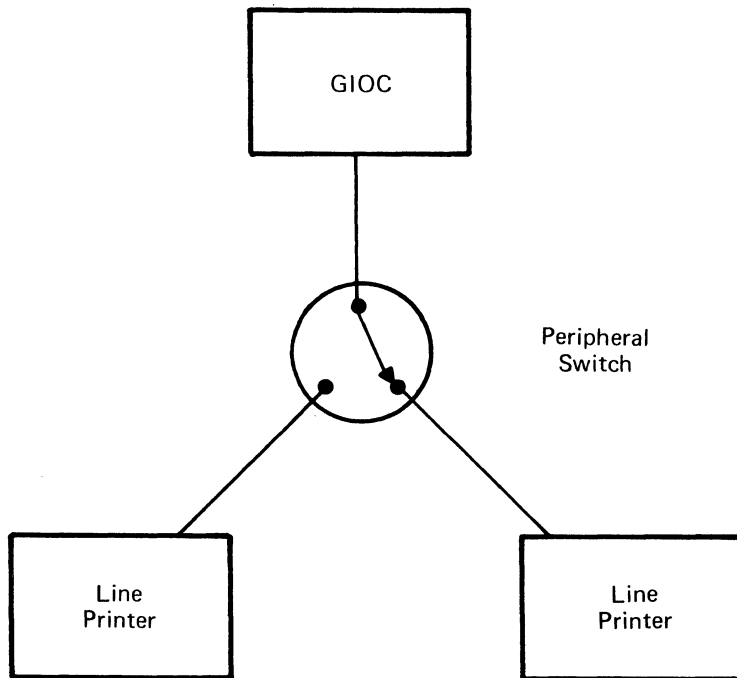 GIOC
Peripheral
Switch
Line
Printer
Line
Printer